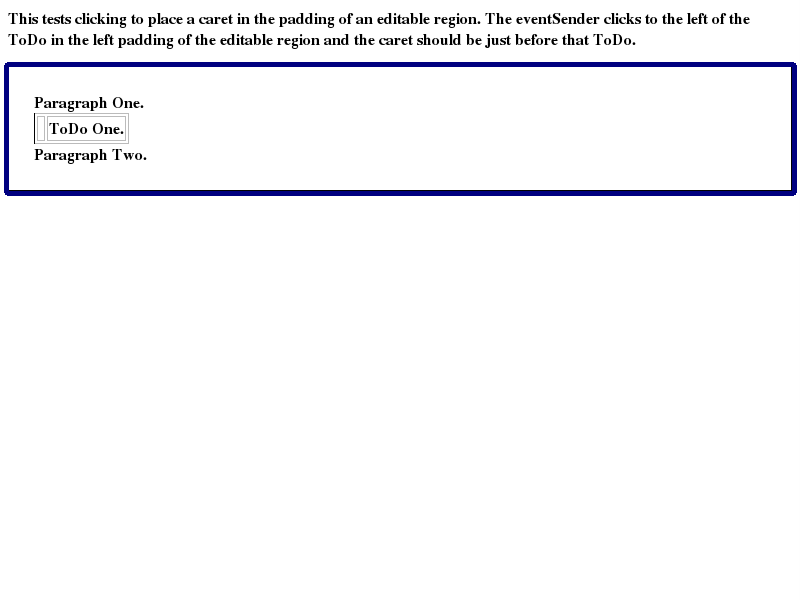 This tests clicking to place a caret in the padding of an editable region. The eventSender clicks to the left of the
ToDo in the left padding of the editable region and the caret should be just before that ToDo.
Paragraph One.
ToDo One.
Paragraph Two.